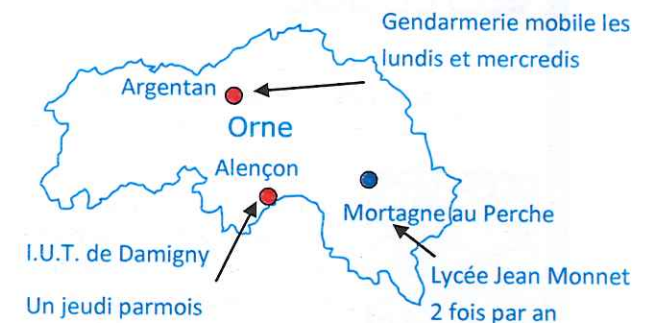 Gendarmerie mobile les
lundis et mercredis
Argentan
Orne
Alençon
Mortagne au Perche
I.U.T. de Damigny
Un jeudi parmois
Lycée Jean Monnet
2 fois par an